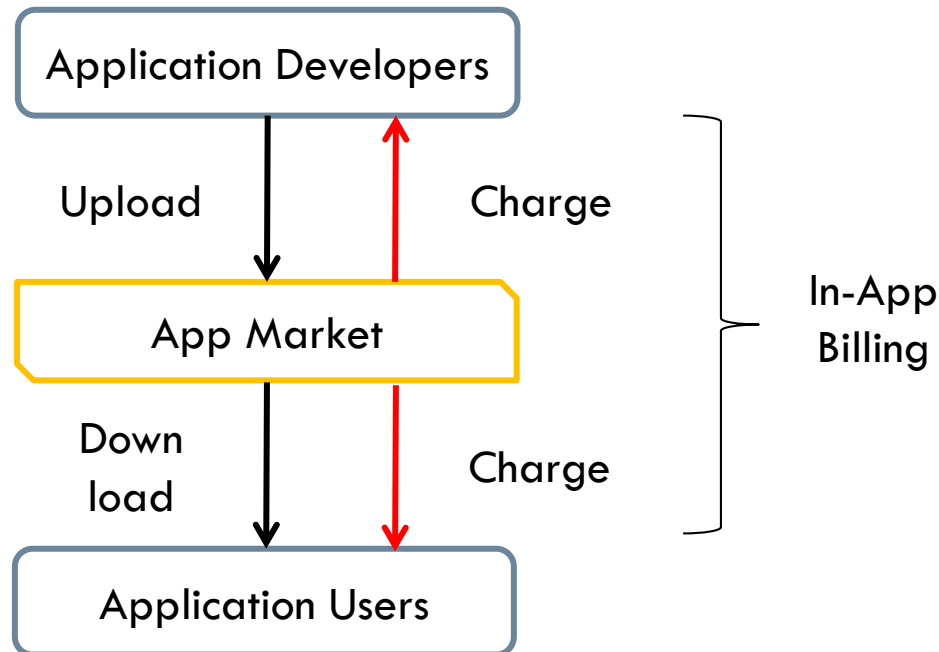 Application Developers
Upload
Charge
App Market
In-App
Billing
Down
load
Charge
Application Users